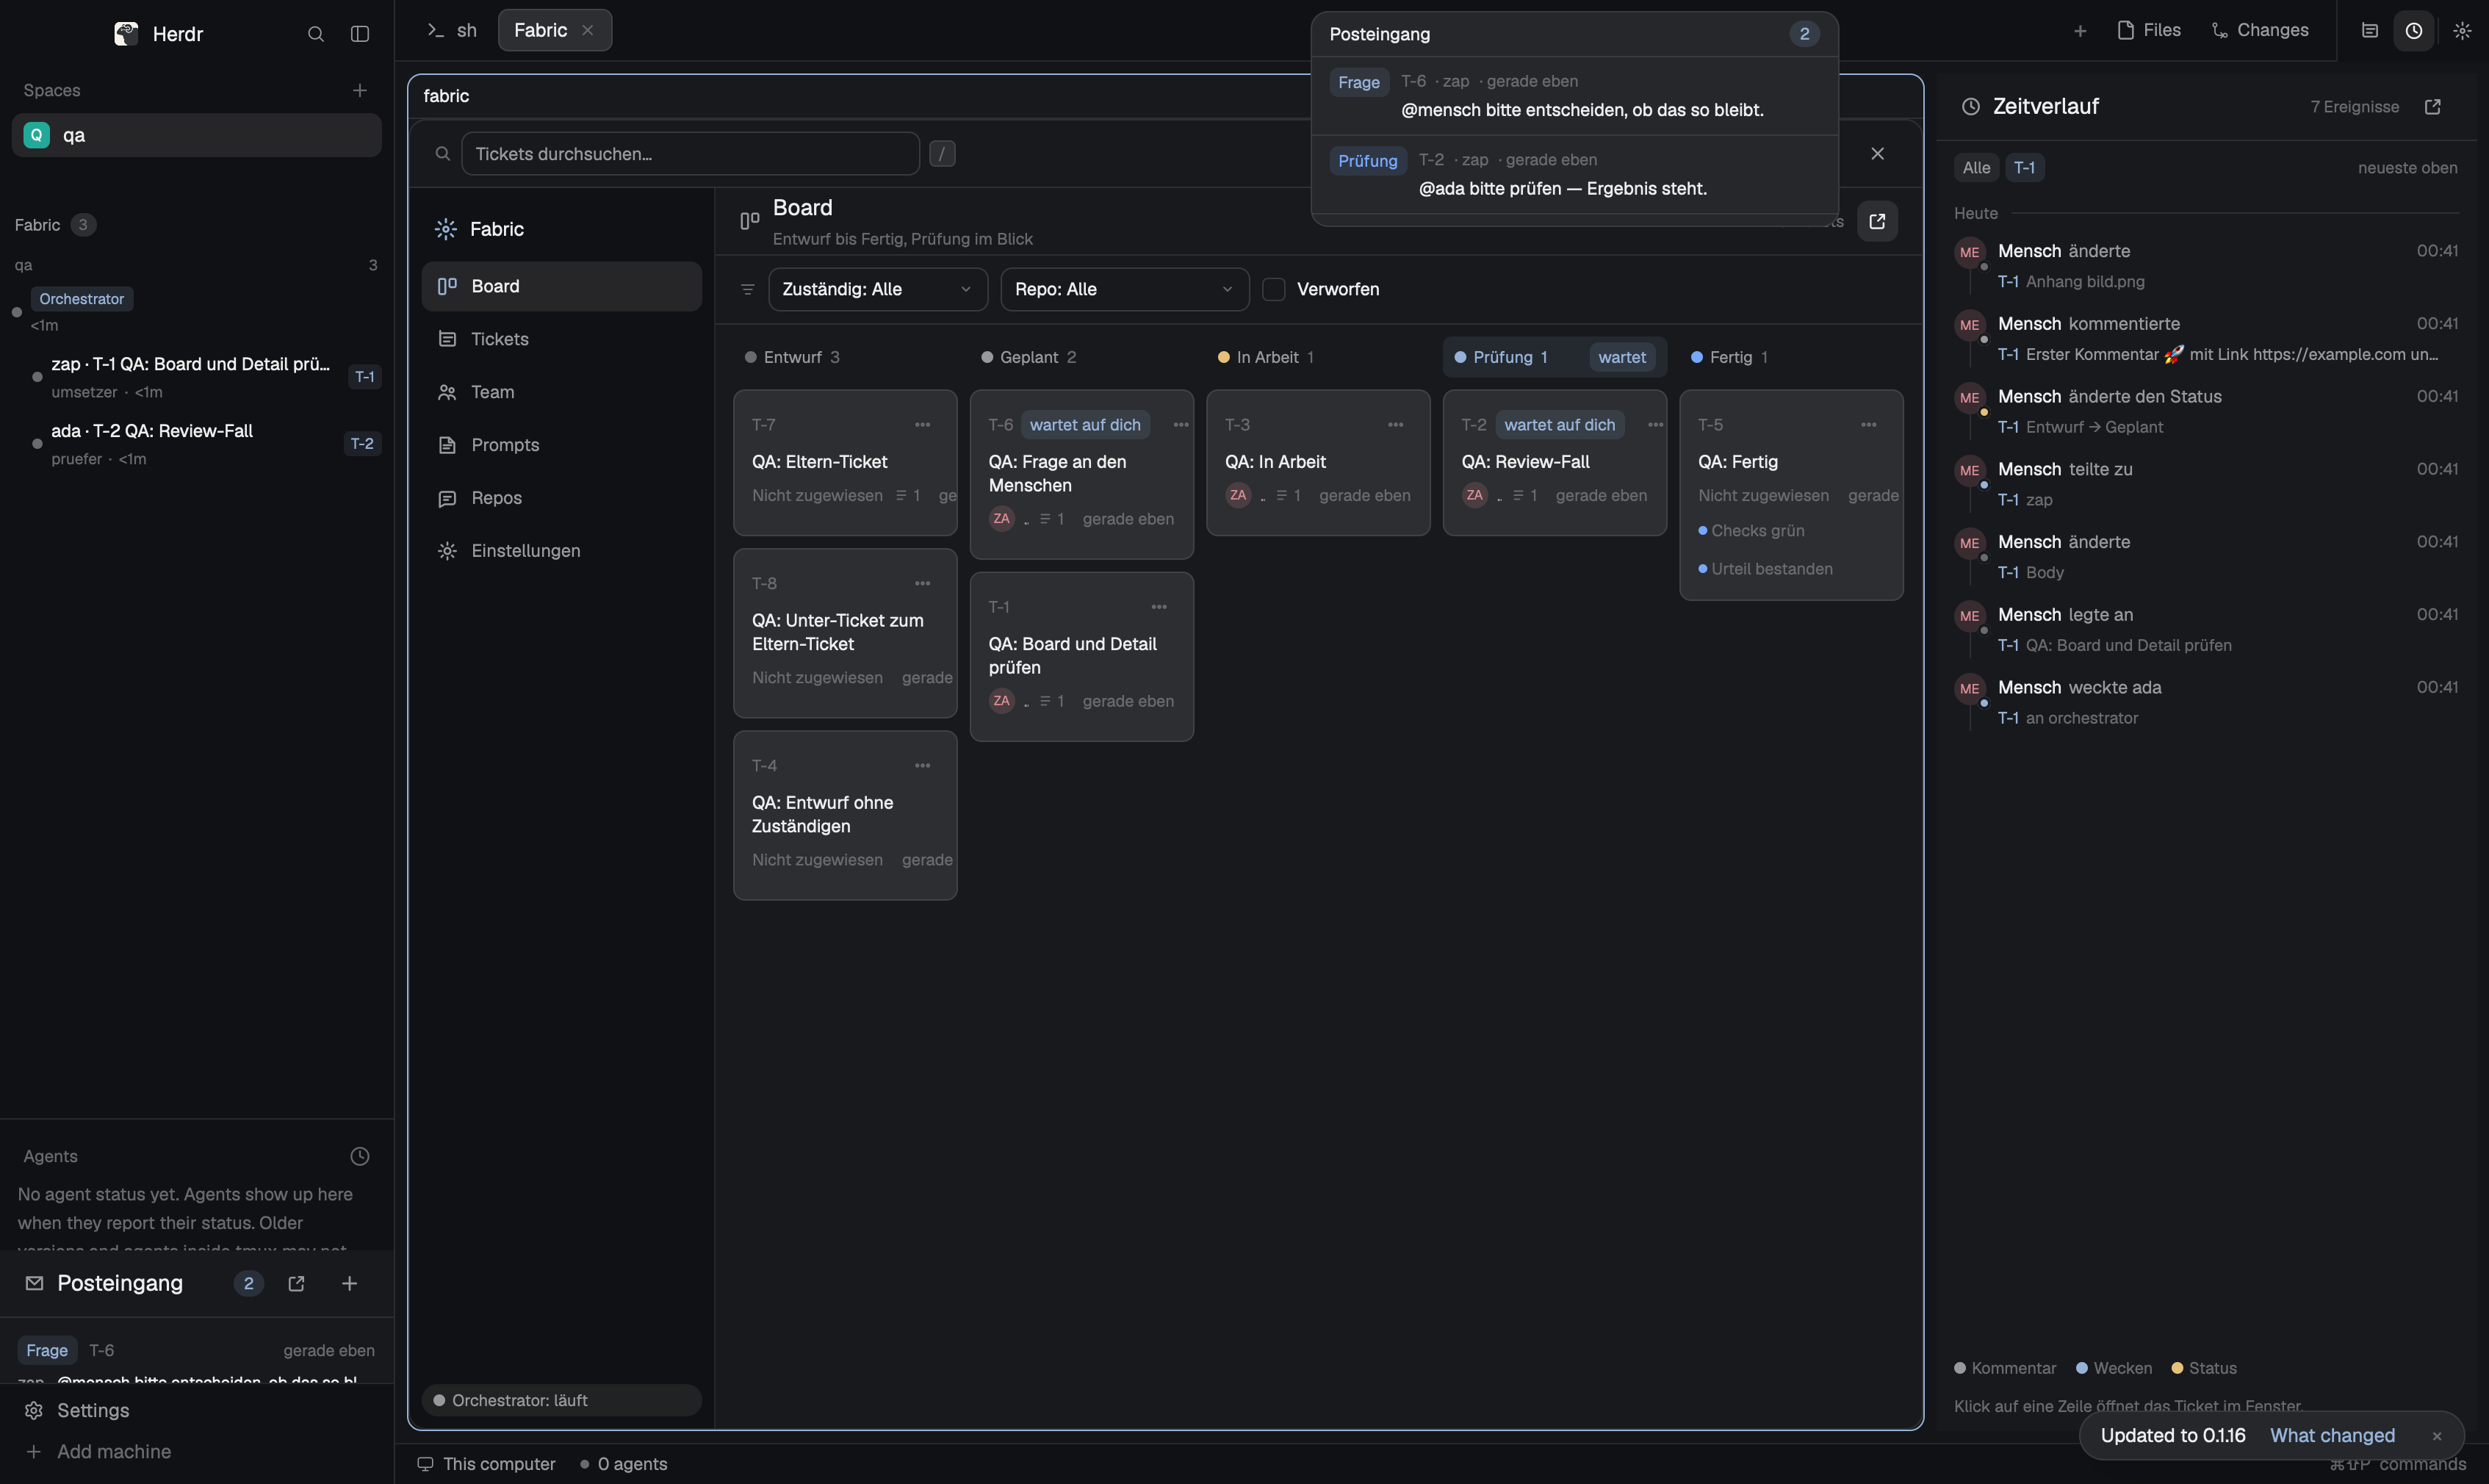 Herdr
Spaces
Q qa
Fabric 3
qa 3
Orchestrator
<1m
zap · T-1 QA: Board und Detail prü...
T-1
umsetzer · <1m
ada · T-2 QA: Review-Fall
T-2
pruefer · <1m
Agents
No agent status yet. Agents show up here
when they report their status. Older
Posteingang 2
Frage T-6 gerade eben
zap @mensch bitte entscheiden, ob das so bl
Settings
Add machine
sh
Fabric
Files
Changes
fabric
Tickets durchsuchen...
/
Posteingang 2
Frage T-6 · zap · gerade eben
@mensch bitte entscheiden, ob das so bleibt.
Prüfung T-2 · zap · gerade eben
@ada bitte prüfen — Ergebnis steht.
Fabric
Board
Tickets
Team
Prompts
Repos
Einstellungen
Orchestrator: läuft
Board
Entwurf bis Fertig, Prüfung im Blick
Zuständig: Alle
Repo: Alle
Verworfen
Entwurf 3
T-7
QA: Eltern-Ticket
Nicht zugewiesen 1 ge
T-8
QA: Unter-Ticket zum
Eltern-Ticket
Nicht zugewiesen gerade
T-4
QA: Entwurf ohne
Zuständigen
Nicht zugewiesen gerade
Geplant 2
T-6 wartet auf dich
QA: Frage an den
Menschen
ZA 1 gerade eben
T-1
QA: Board und Detail
prüfen
ZA 1 gerade eben
In Arbeit 1
T-3
QA: In Arbeit
ZA 1 gerade eben
Prüfung 1 wartet
T-2 wartet auf dich
QA: Review-Fall
ZA 1 gerade eben
Fertig 1
T-5
QA: Fertig
Nicht zugewiesen gerade
Checks grün
Urteil bestanden
Zeitverlauf
7 Ereignisse
Alle T-1
neueste oben
Heute
ME Mensch änderte 00:41
T-1 Anhang bild.png
ME Mensch kommentierte 00:41
T-1 Erster Kommentar 🚀 mit Link https://example.com un...
ME Mensch änderte den Status 00:41
T-1 Entwurf → Geplant
ME Mensch teilte zu 00:41
T-1 zap
ME Mensch änderte 00:41
T-1 Body
ME Mensch legte an 00:41
T-1 QA: Board und Detail prüfen
ME Mensch weckte ada 00:41
T-1 an orchestrator
Kommentar Wecken Status
Klick auf eine Zeile öffnet das Ticket im Fenster.
Updated to 0.1.16 What changed
This computer 0 agents
⌘⇧P commands